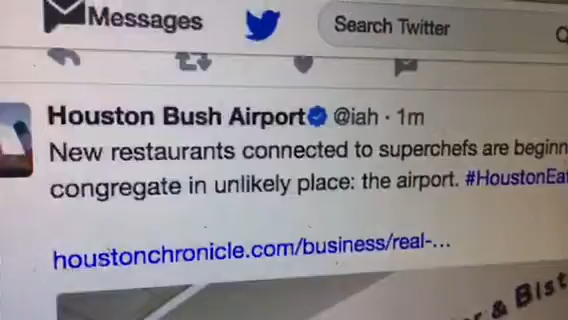 Messages Search Twitter
Houston Bush Airport @iah · 1m
New restaurants connected to superchefs are beginn
congregate in unlikely place: the airport. #HoustonEa
houstonchronicle.com/business/real-...
& Bist